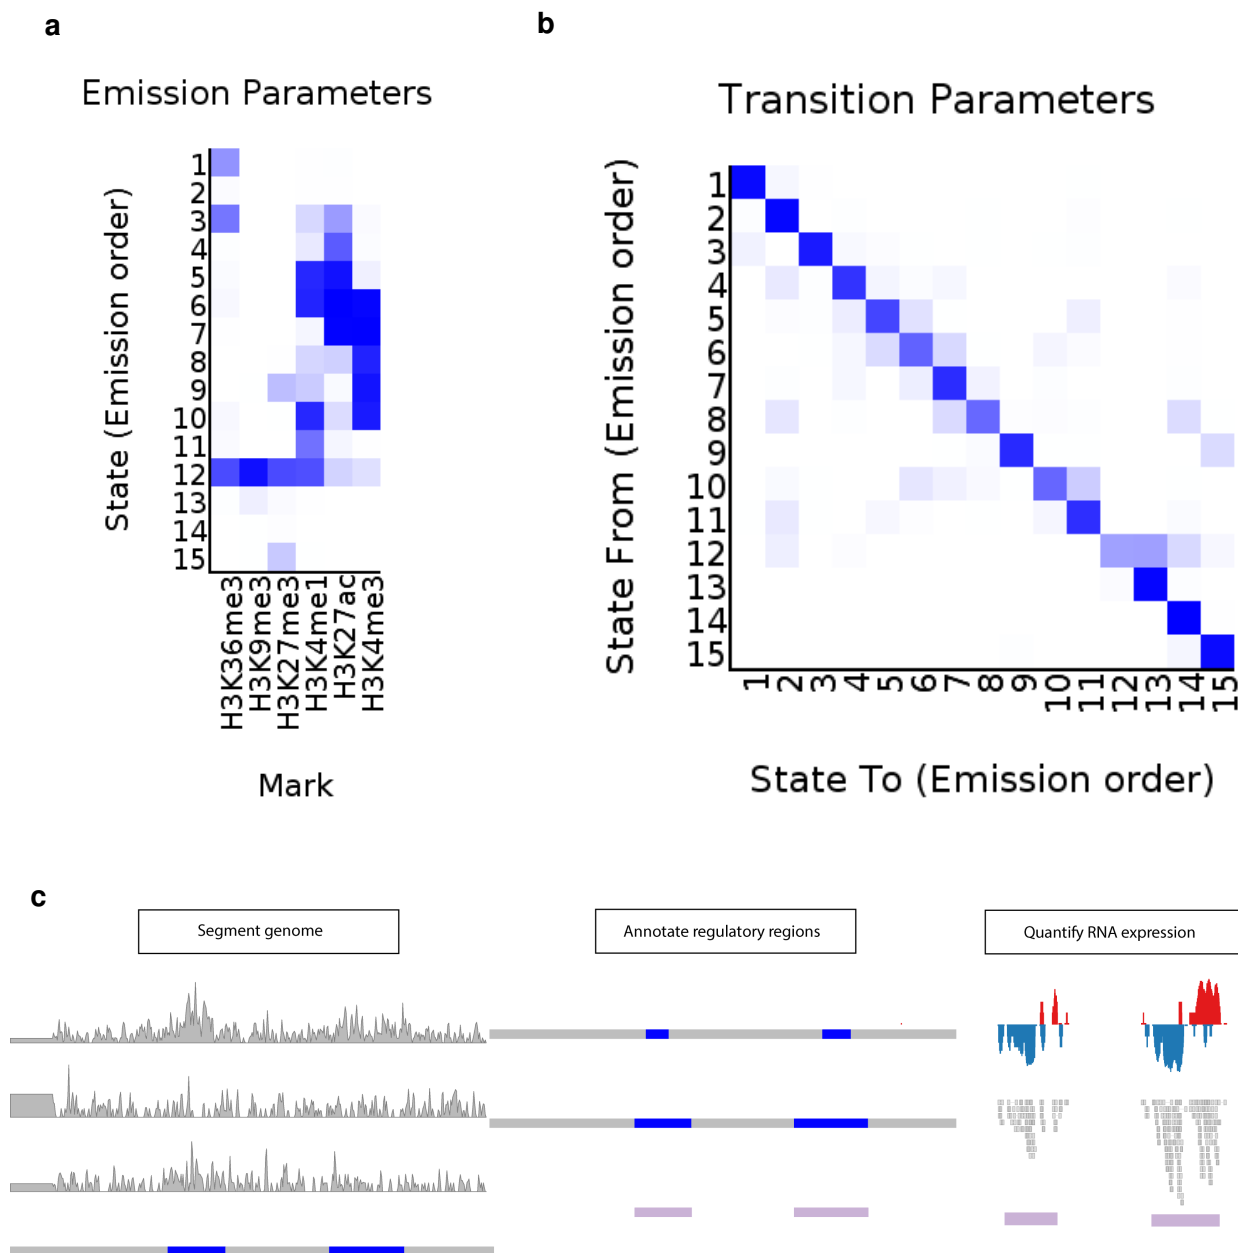 a
Emission Parameters
State (Emission order)
1
2
3
4
5
6
7
8
9
10
11
12
13
14
15
H3K36me3
H3K9me3
H3K27me3
H3K4me1
H3K27ac
H3K4me3
Mark
b
Transition Parameters
State From (Emission order)
1
2
3
4
5
6
7
8
9
10
11
12
13
14
15
1
2
3
4
5
6
7
8
9
10
11
12
13
14
15
State To (Emission order)
c
Segment genome
Annotate regulatory regions
Quantify RNA expression